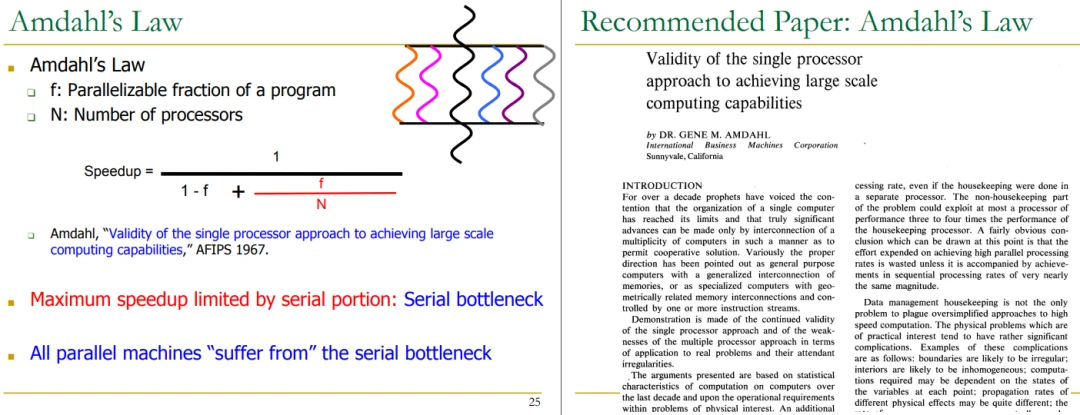 Amdahl's Law
Amdahl's Law
f: Parallelizable fraction of a program
N: Number of processors
Speedup =
1
1 - f + f
N
Amdahl, “Validity of the single processor approach to achieving large scale
computing capabilities,” AFIPS 1967.
Maximum speedup limited by serial portion: Serial bottleneck
All parallel machines “suffer from” the serial bottleneck
25
Recommended Paper: Amdahl's Law
Validity of the single processor
approach to achieving large scale
computing capabilities
by DR. GENE M. AMDAHL
International Business Machines Corporation
Sunnyvale, California
INTRODUCTION
For over a decade prophets have voiced the con-
tention that the organization of a single computer
has reached its limits and that truly significant
advances can be made only by interconnection of a
multiplicity of computers in such a manner as to
permit cooperative solution. Variously the proper
direction has been pointed out as general purpose
computers with a generalized interconnection of
memories, or as specialized computers with geo-
metrically related memory interconnections and con-
trolled by one or more instruction streams.
Demonstration is made of the continued validity
of the single processor approach and of the weak-
nesses of the multiple processor approach in terms
of application to real problems and their attendant
irregularities.
The arguments presented are based on statistical
characteristics of computation on computers over
the last decade and upon the operational requirements
within problems of physical interest. An additional
cessing rate, even if the housekeeping were done in
a separate processor. The non-housekeeping part
of the problem could exploit at most a processor of
performance three to four times the performance of
the housekeeping processor. A fairly obvious con-
clusion which can be drawn at this point is that the
effort expended on achieving high parallel processing
rates is wasted unless it is accompanied by achieve-
ments in sequential processing rates of very nearly
the same magnitude.
Data management housekeeping is not the only
problem to plague oversimplified approaches to high
speed computation. The physical problems which are
of practical interest tend to have rather significant
complications. Examples of these complications
are as follows: boundaries are likely to be irregular;
interiors are likely to be inhomogeneous; computa-
tions required may be dependent on the states of
the variables at each point; propagation rates of
different physical effects may be quite different; the